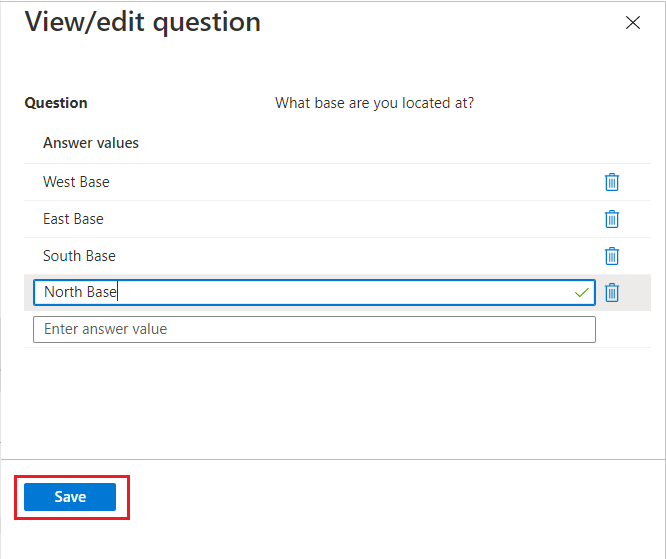 View/edit question
Question What base are you located at?
Answer values
West Base
East Base
South Base
North Base
Enter answer value
Save